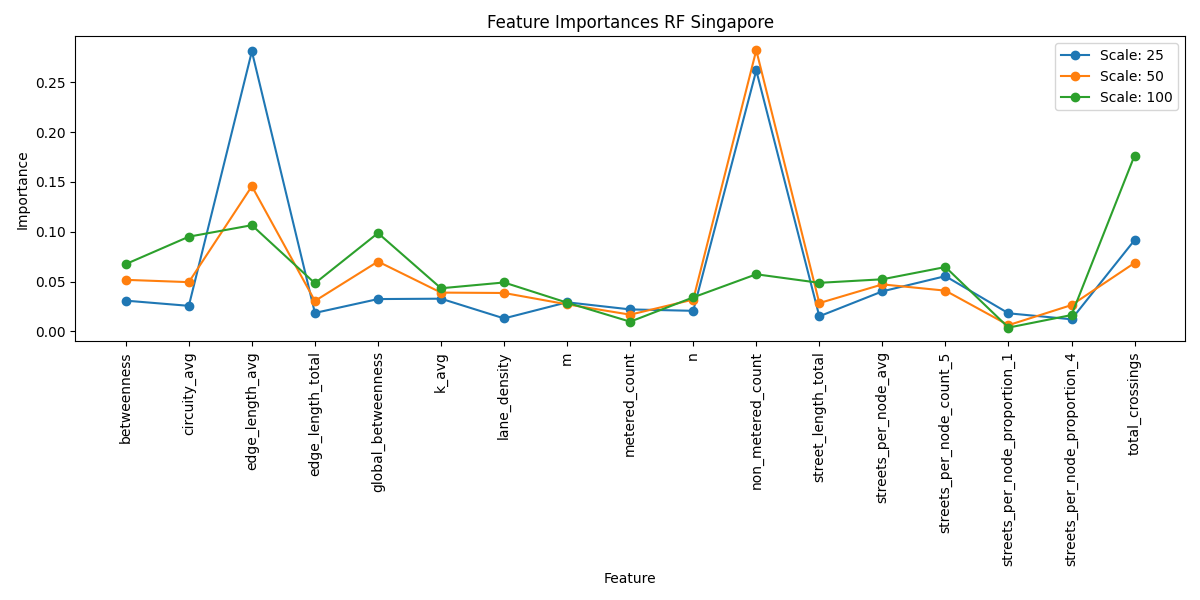 Feature Importances RF Singapore
Scale: 25
Scale: 50
Scale: 100
Importance
0.25
0.20
0.15
0.10
0.05
0.00
betweenness
circuity_avg
edge_length_avg
edge_length_total
global_betweenness
k_avg
lane_density
m
metered_count
n
non_metered_count
street_length_total
streets_per_node_avg
streets_per_node_count_5
streets_per_node_proportion_1
streets_per_node_proportion_4
total_crossings
Feature